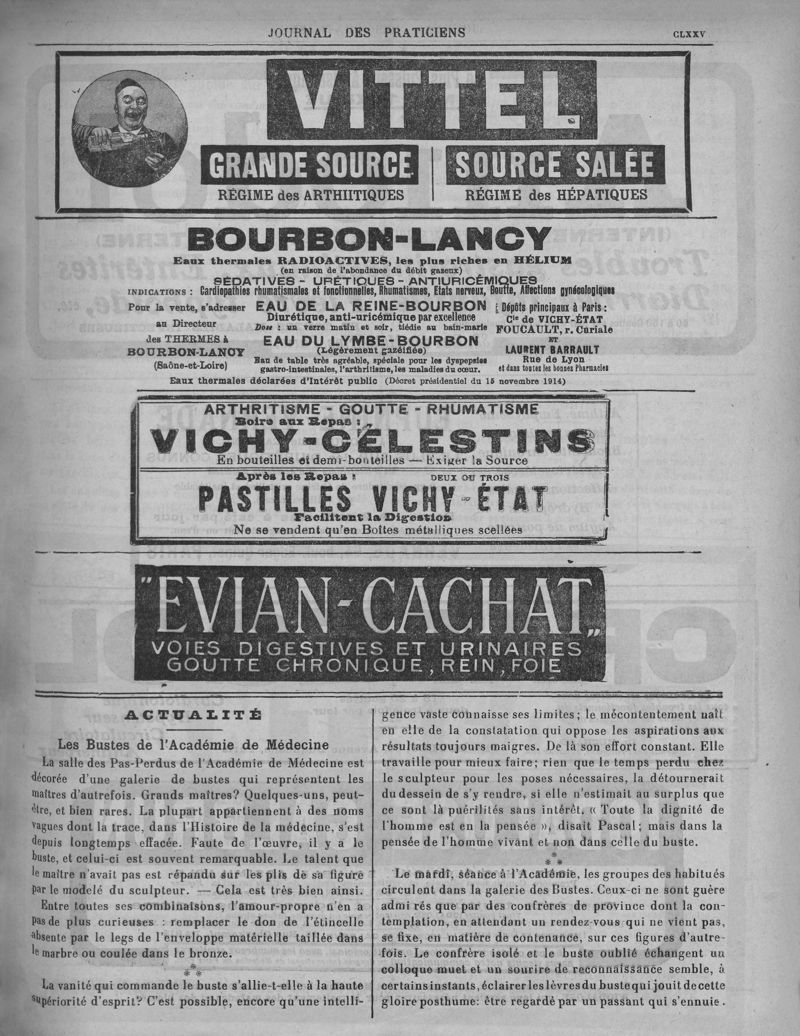 JOURNAL DES PRATICIENS
CLXXV
VITTEL
GRANDE SOURCE
RÉGIME des ARTHIITIQUES
SOURCE SALÉE
RÉGIME des HÉPATIQUES
BOURBON-LANCY
Eaux thermales RADIOACTIVES, les plus riches en HÉLIUM
(en raison de l'abondance du débit gazeux)
SÉDATIVES - URÉTIQUES - ANTIURICÉMIQUES
INDICATIONS : Cardiopathies rhumatismales et fonctionnelles, Rhumatismes, États nerveux, Goutte, Affections gynécologiques
Pour la vente, s'adresser
au Directeur
des THERMES à
BOURBON-LANCY
(Saône-et-Loire)
EAU DE LA REINE-BOURBON
Diurétique, anti-uricémique par excellence
Dose : un verre matin et soir, tiédie au bain-marie
EAU DU LYMBE-BOURBON
(Légèrement gazéifiée)
Eau de table très agréable, spéciale pour les dyspepsies
gastro-intestinales, l'arthritisme, les maladies du cœur.
Dépôts principaux à Paris :
Cie de VICHY-ÉTAT
FOUCAULT, r. Curiale
ET
LAURENT BARRAULT
Rue de Lyon
et dans toutes les bonnes Pharmacies
Eaux thermales déclarées d'Intérêt public (Décret présidentiel du 15 novembre 1914)
ARTHRITISME - GOUTTE - RHUMATISME
Boire aux Repas :
VICHY-CÉLESTINS
En bouteilles et demi-bouteilles — Exiger la Source
Après les Repas : DEUX OU TROIS
PASTILLES VICHY-ÉTAT
Facilitent la Digestion
Ne se vendent qu'en Boîtes métalliques scellées
"EVIAN-CACHAT"
VOIES DIGESTIVES ET URINAIRES
GOUTTE CHRONIQUE, REIN, FOIE
ACTUALITÉ
Les Bustes de l'Académie de Médecine
La salle des Pas-Perdus de l'Académie de Médecine est
décorée d'une galerie de bustes qui représentent les
maîtres d'autrefois. Grands maîtres? Quelques-uns, peut-
être, et bien rares. La plupart appartiennent à des noms
vagues dont la trace, dans l'Histoire de la médecine, s'est
depuis longtemps effacée. Faute de l'œuvre, il y a le
buste, et celui-ci est souvent remarquable. Le talent que
le maître n'avait pas est répandu sur les plis de sa figure
par le modelé du sculpteur. — Cela est très bien ainsi.
Entre toutes ses combinaisons, l'amour-propre n'en a
pas de plus curieuses : remplacer le don de l'étincelle
absente par le legs de l'enveloppe matérielle taillée dans
le marbre ou coulée dans le bronze.
* * *
La vanité qui commande le buste s'allie-t-elle à la haute
supériorité d'esprit? C'est possible, encore qu'une intelli-
gence vaste connaisse ses limites ; le mécontentement naît
en elle de la constatation qui oppose les aspirations aux
résultats toujours maigres. De là son effort constant. Elle
travaille pour mieux faire; rien que le temps perdu chez
le sculpteur pour les poses nécessaires, la détournerait
du dessein de s'y rendre, si elle n'estimait au surplus que
ce sont là puérilités sans intérêt. « Toute la dignité de
l'homme est en la pensée », disait Pascal ; mais dans la
pensée de l'homme vivant et non dans celle du buste.
* * *
Le mardi, séance à l'Académie, les groupes des habitués
circulent dans la galerie des Bustes. Ceux-ci ne sont guère
admirés que par des confrères de province dont la con-
templation, en attendant un rendez-vous qui ne vient pas,
se fixe, en matière de contenance, sur ces figures d'autre-
fois. Le confrère isolé et le buste oublié échangent un
colloque muet et un sourire de reconnaissance semble, à
certains instants, éclairer les lèvres du buste qui jouit de cette
gloire posthume: être regardé par un passant qui s'ennuie.